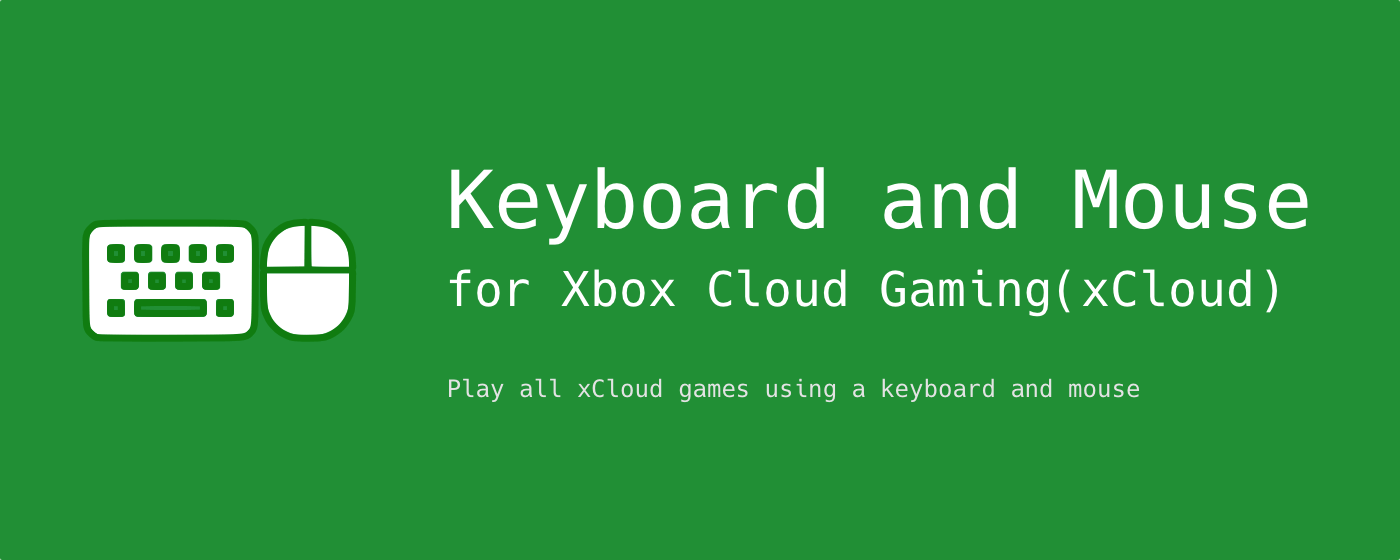 Keyboard and Mouse
for Xbox Cloud Gaming(xCloud)
Play all xCloud games using a keyboard and mouse